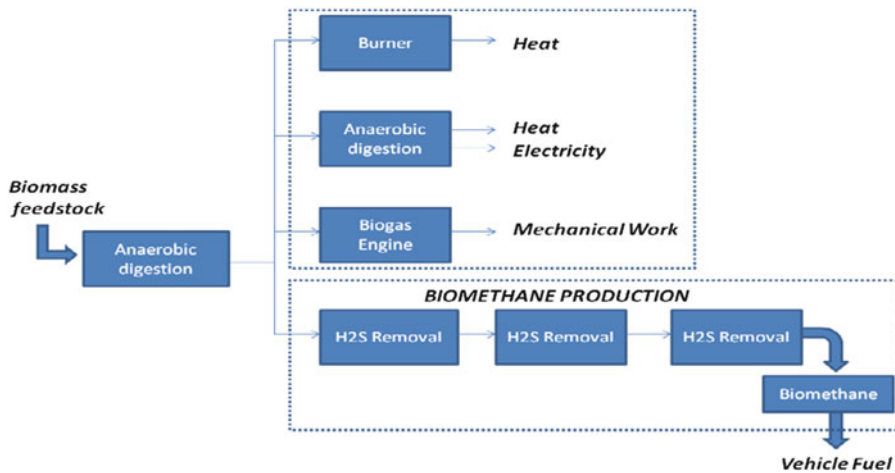 Burner
Heat
Anaerobic
digestion
Heat
Electricity
Biomass
feedstock
Anaerobic
digestion
Biogas
Engine
Mechanical Work
BIOMETHANE PRODUCTION
H2S Removal
H2S Removal
H2S Removal
Biomethane
Vehicle Fuel